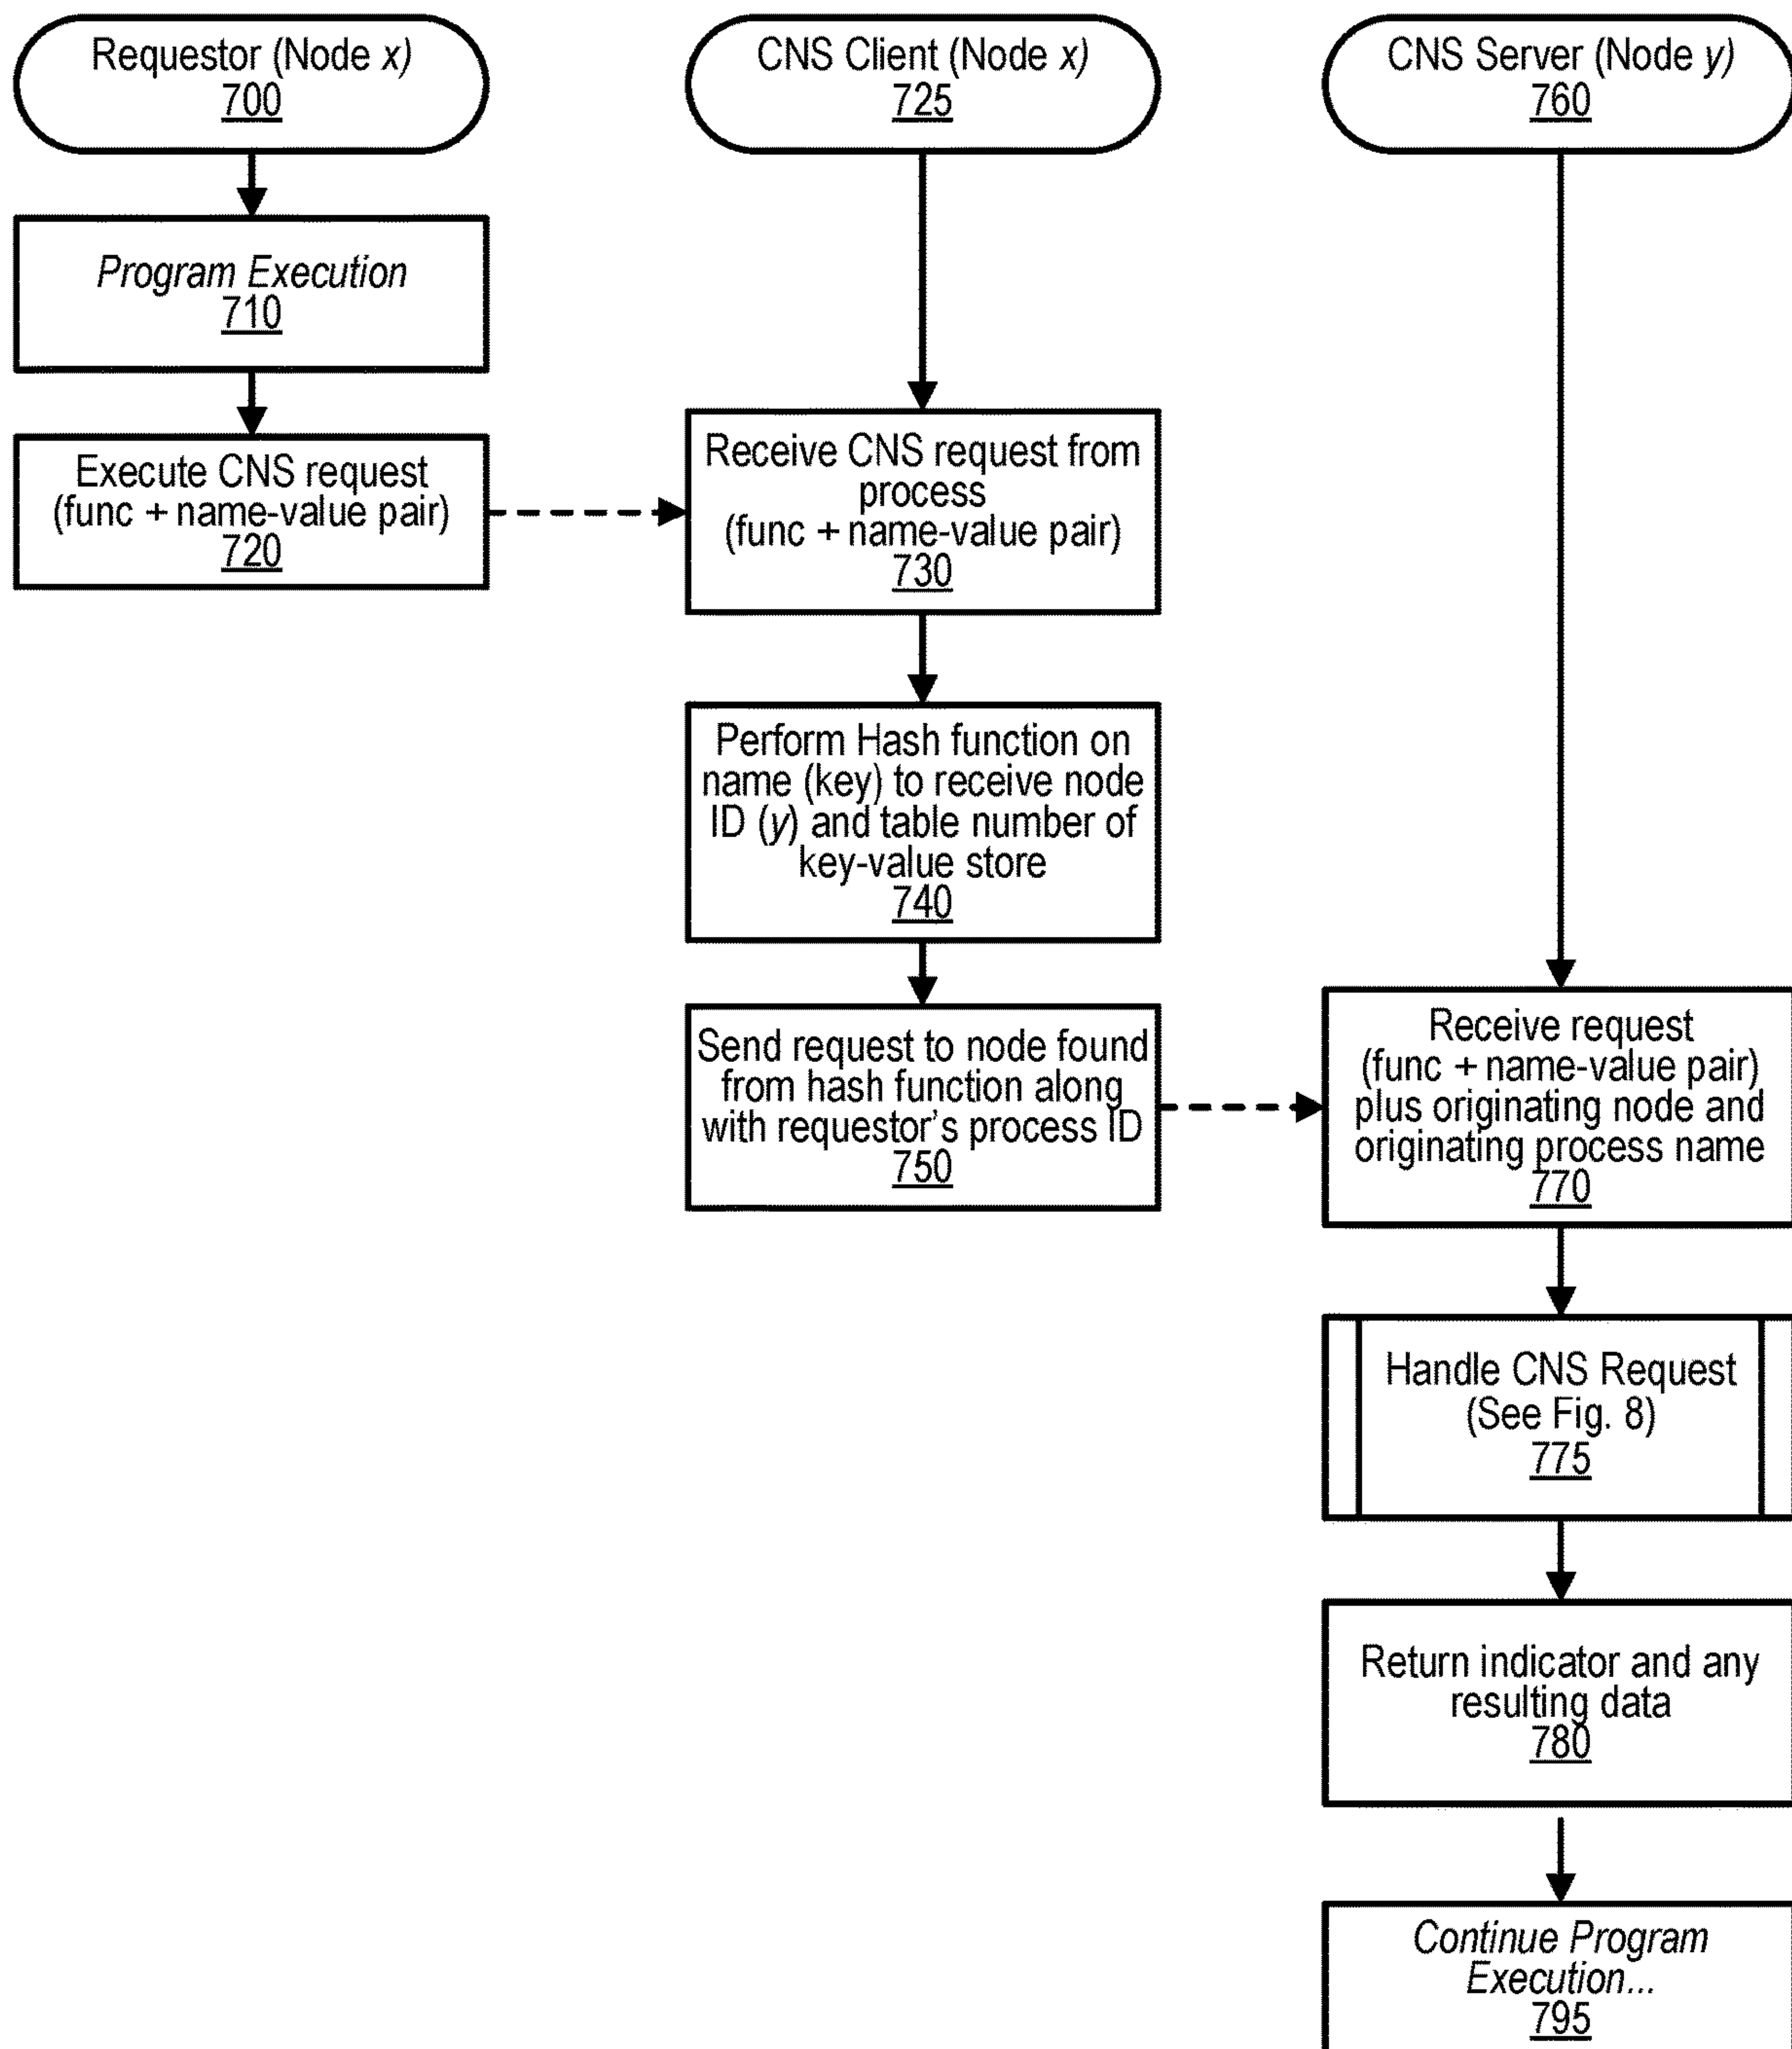 Requestor (Node x)
700
Program Execution
710
Execute CNS request
(func + name-value pair)
720
CNS Client (Node x)
725
Receive CNS request from
process
(func + name-value pair)
730
Perform Hash function on
name (key) to receive node
ID (y) and table number of
key-value store
740
Send request to node found
from hash function along
with requestor's process ID
750
CNS Server (Node y)
760
Receive request
(func + name-value pair)
plus originating node and
originating process name
770
Handle CNS Request
(See Fig. 8)
775
Return indicator and any
resulting data
780
Continue Program
Execution...
795